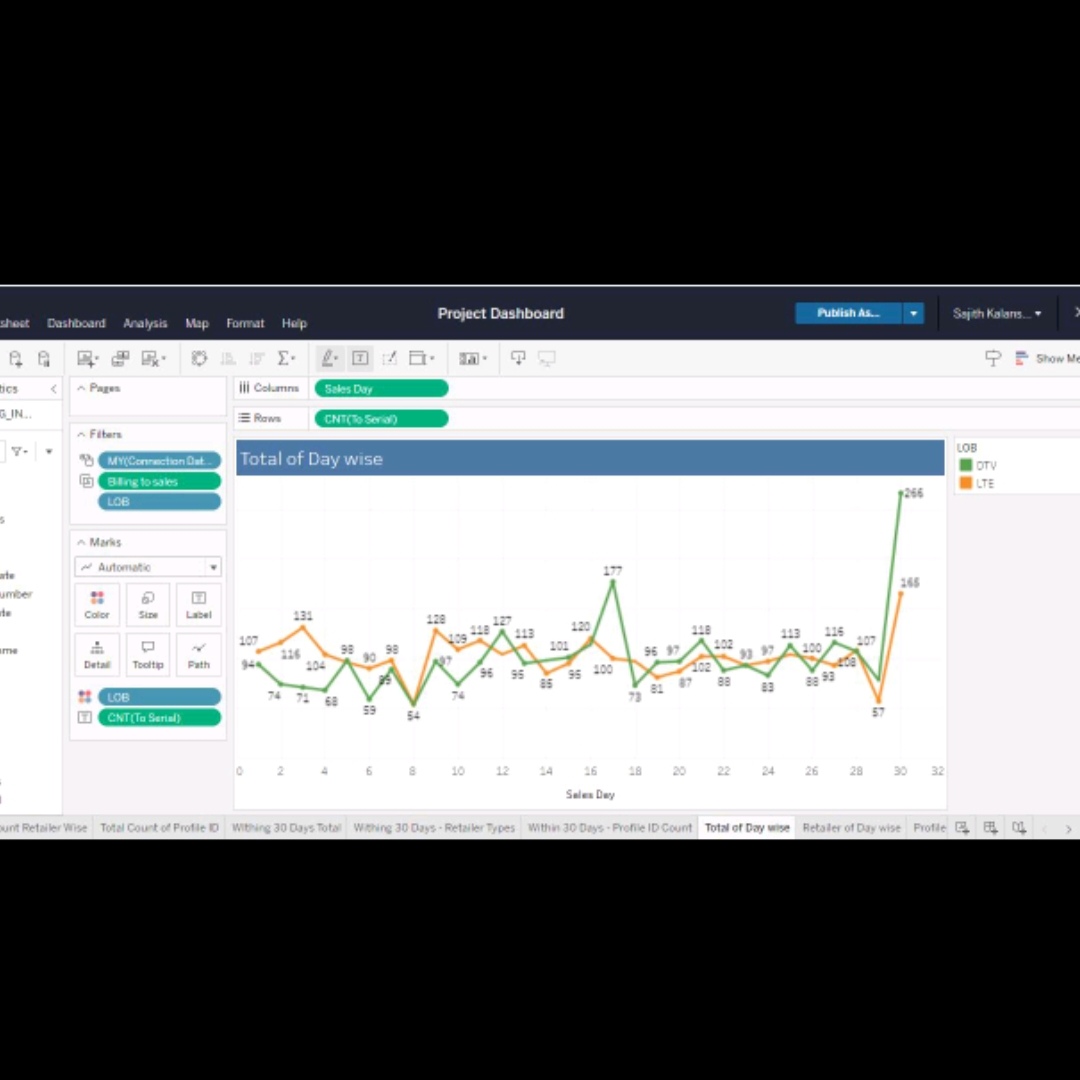 sheet Dashboard Analysis Map Format Help
Project Dashboard
Publish As...
Sajith Kalans...
Show Me
tics
Pages
Columns
Sales Day
G_IN...
Rows
CNT(To Serial)
Filters
MY(Connection Dat...
Billing to sales
LOB
Total of Day wise
LOB
DTV
LTE
s
Marks
Automatic
ate
umber
te
Color Size Label
ame
Detail Tooltip Path
LOB
CNT(To Serial)
266
177
165
131
128
127
107
109
118
113
120
118
113
116
107
116
104
98
90
98
97
101
96
97
102
93
97
100
108
94
74
71
68
59
89
54
74
96
95
85
95
100
73
81
87
102
88
83
88
93
57
0 2 4 6 8 10 12 14 16 18 20 22 24 26 28 30 32
Sales Day
ount Retailer Wise Total Count of Profile ID Withing 30 Days Total Withing 30 Days - Retailer Types Within 30 Days - Profile ID Count Total of Day wise Retailer of Day wise Profile